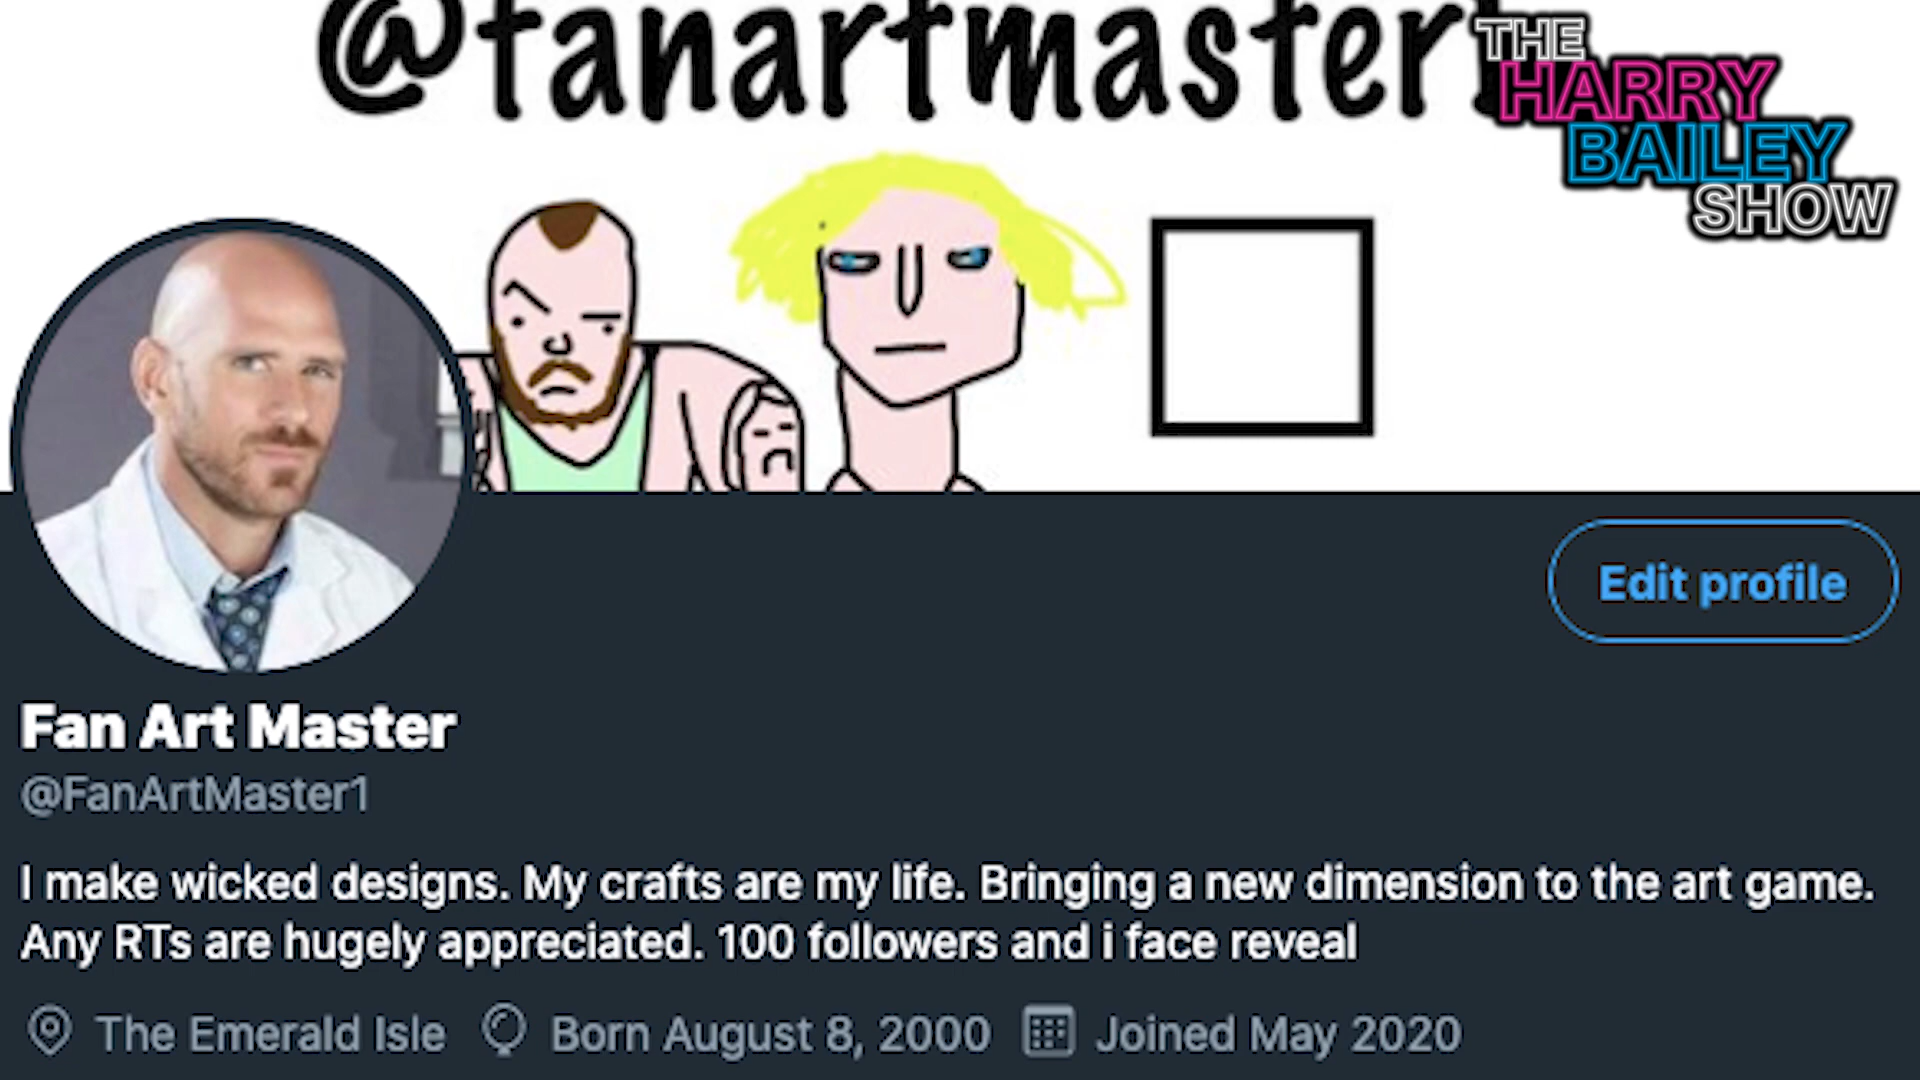 @fanartmaster1
THE
HARRY
BAILEY
SHOW
Edit profile
Fan Art Master
@FanArtMaster1
I make wicked designs. My crafts are my life. Bringing a new dimension to the art game.
Any RTs are hugely appreciated. 100 followers and i face reveal
The Emerald Isle Born August 8, 2000 Joined May 2020